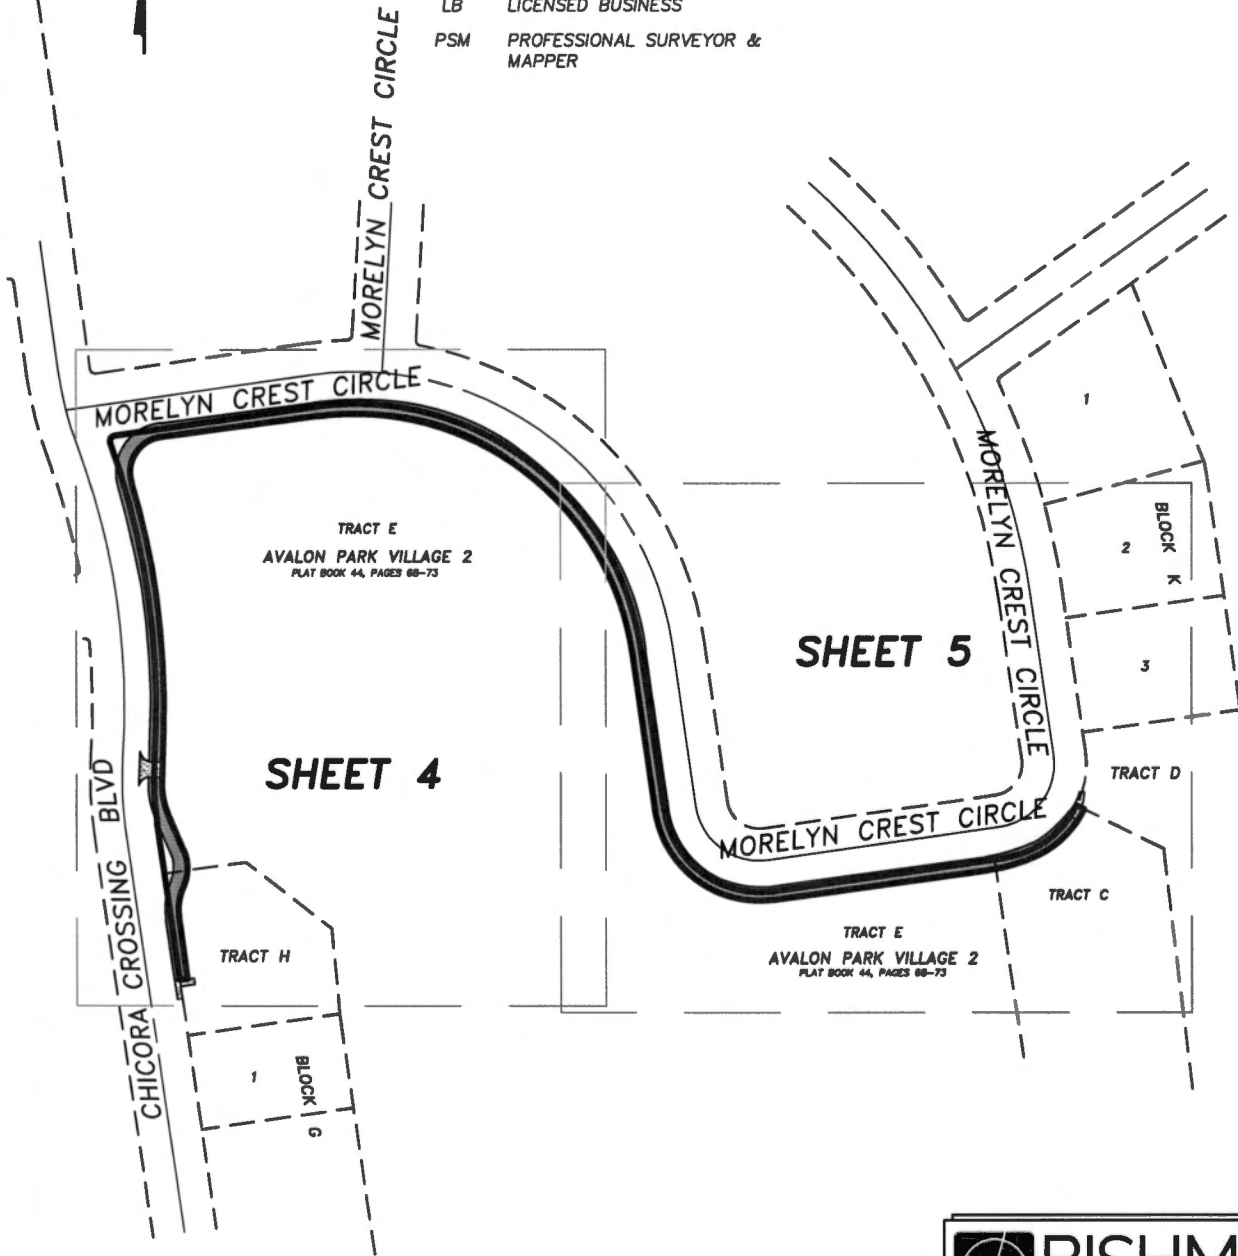 LB LICENSED BUSINESS
PSM PROFESSIONAL SURVEYOR &
MAPPER
MORELYN CREST CIRCLE
MORELYN CREST CIRCLE
MORELYN CREST CIRCLE
TRACT E
AVALON PARK VILLAGE 2
PLAT BOOK 44, PAGES 68-73
MORELYN CREST CIRCLE
1
2
BLOCK K
3
SHEET 5
SHEET 4
CHICORA CROSSING BLVD
TRACT D
MORELYN CREST CIRCLE
TRACT C
TRACT E
AVALON PARK VILLAGE 2
PLAT BOOK 44, PAGES 68-73
TRACT H
1
BLOCK G